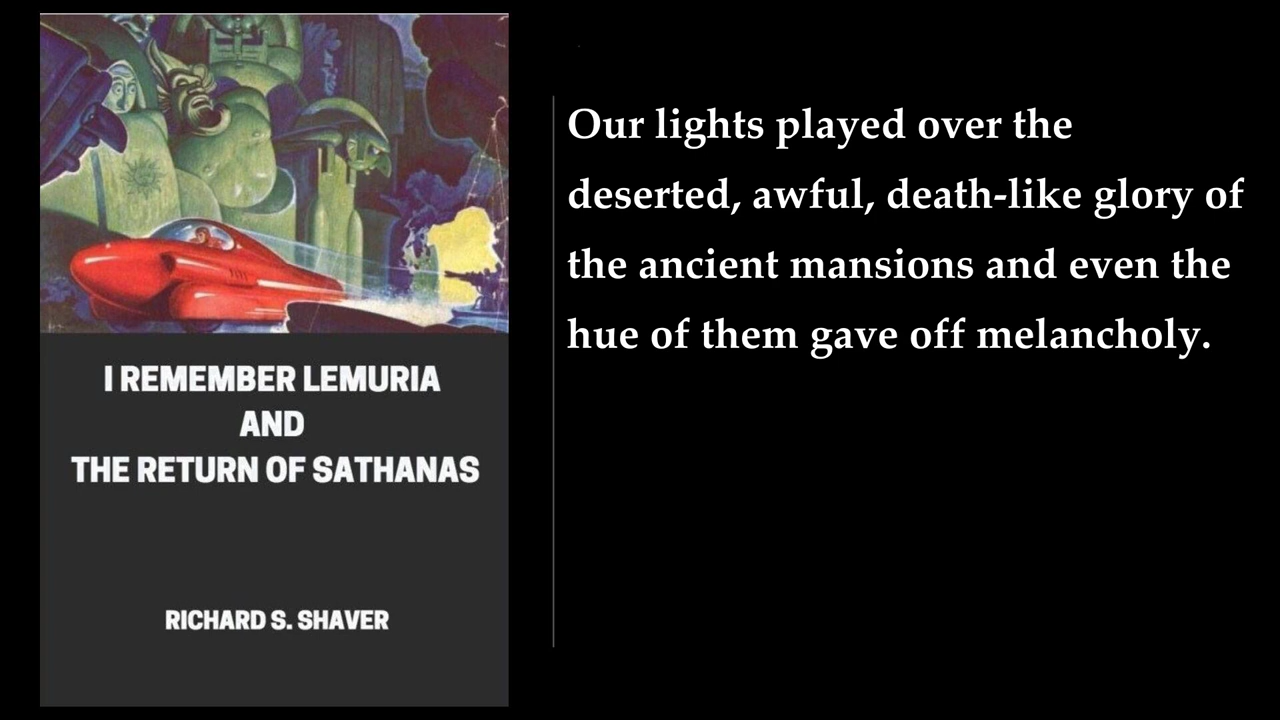 I REMEMBER LEMURIA
AND
THE RETURN OF SATHANAS
RICHARD S. SHAVER
Our lights played over the
deserted, awful, death-like glory of
the ancient mansions and even the
hue of them gave off melancholy.